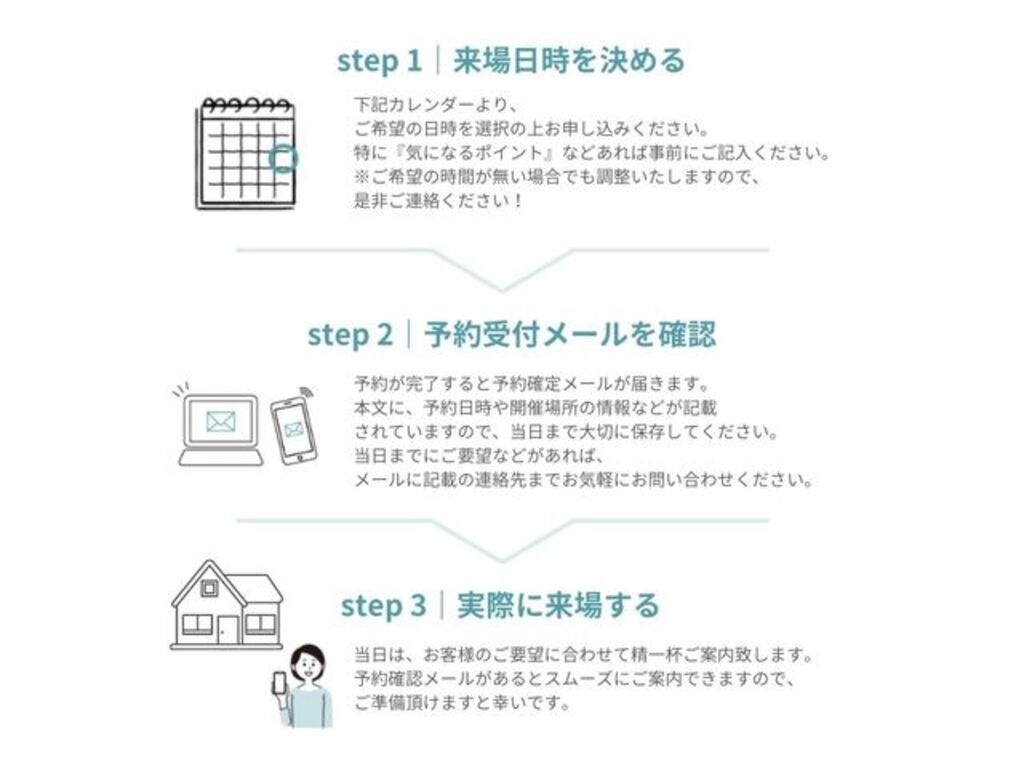 step 1｜来場日時を決める
下記カレンダーより、
ご希望の日時を選択の上お申し込みください。
特に『気になるポイント』などあれば事前にご記入ください。
※ご希望の時間が無い場合でも調整いたしますので、
是非ご連絡ください！
step 2｜予約受付メールを確認
予約が完了すると予約確定メールが届きます。
本文に、予約日時や開催場所の情報などが記載
されていますので、当日まで大切に保存してください。
当日までにご要望などがあれば、
メールに記載の連絡先までお気軽にお問い合わせください。
step 3｜実際に来場する
当日は、お客様のご要望に合わせて精一杯ご案内致します。
予約確認メールがあるとスムーズにご案内できますので、
ご準備頂けますと幸いです。